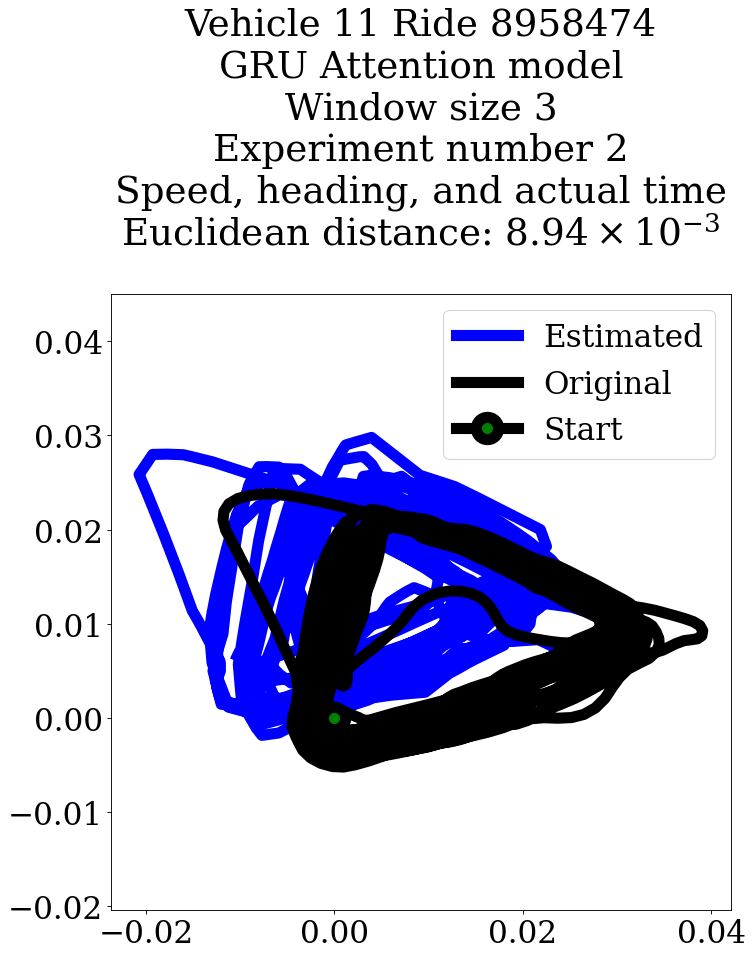 Vehicle 11 Ride 8958474
GRU Attention model
Window size 3
Experiment number 2
Speed, heading, and actual time
Euclidean distance: 8.94 × 10⁻³
Estimated
Original
Start
0.04
0.03
0.02
0.01
0.00
−0.01
−0.02
−0.02 0.00 0.02 0.04